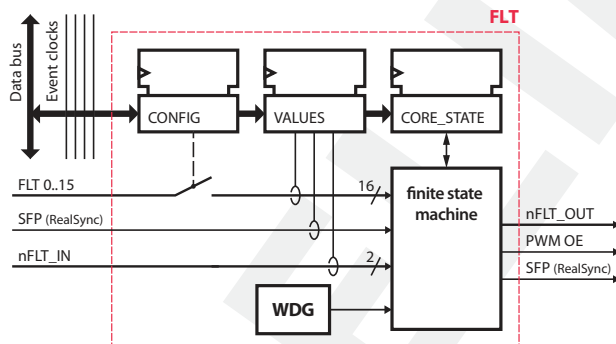 FLT
Data bus
Event clocks
CONFIG
VALUES
CORE_STATE
FLT 0..15
16
finite state
machine
SFP (RealSync)
nFLT_OUT
PWM OE
nFLT_IN
2
SFP (RealSync)
WDG